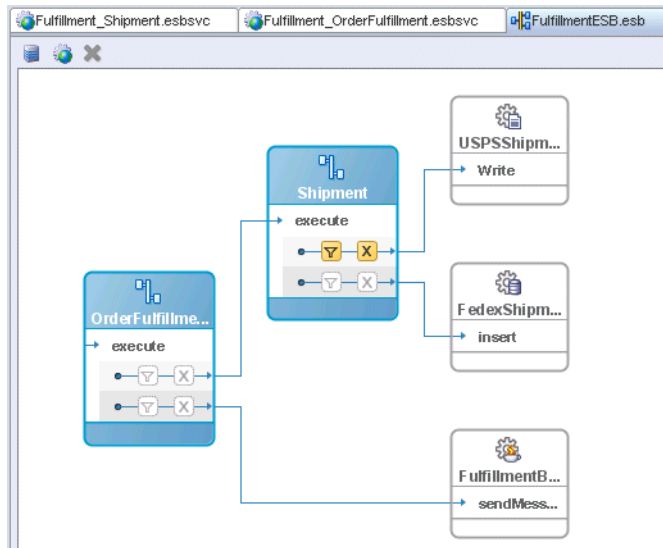 Fulfillment_Shipment.esbsvc
Fulfillment_OrderFulfillment.esbsvc
FulfillmentESB.esb
USPSShipm...
Write
Shipment
execute
X
X
FedexShipm...
insert
OrderFulfillme...
execute
X
X
FulfillmentB...
sendMess...